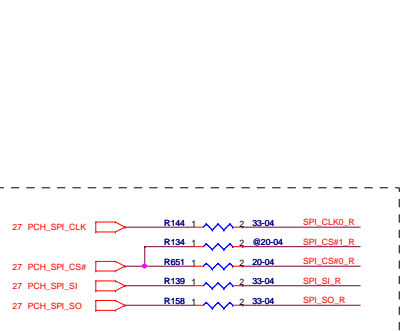 27 PCH_SPI_CLK R144 1 2 33-04 SPI_CLK0_R
R134 1 2 @20-04 SPI_CS#1_R
27 PCH_SPI_CS# R651 1 2 20-04 SPI_CS#0_R
27 PCH_SPI_SI R139 1 2 33-04 SPI_SI_R
27 PCH_SPI_SO R158 1 2 33-04 SPI_SO_R